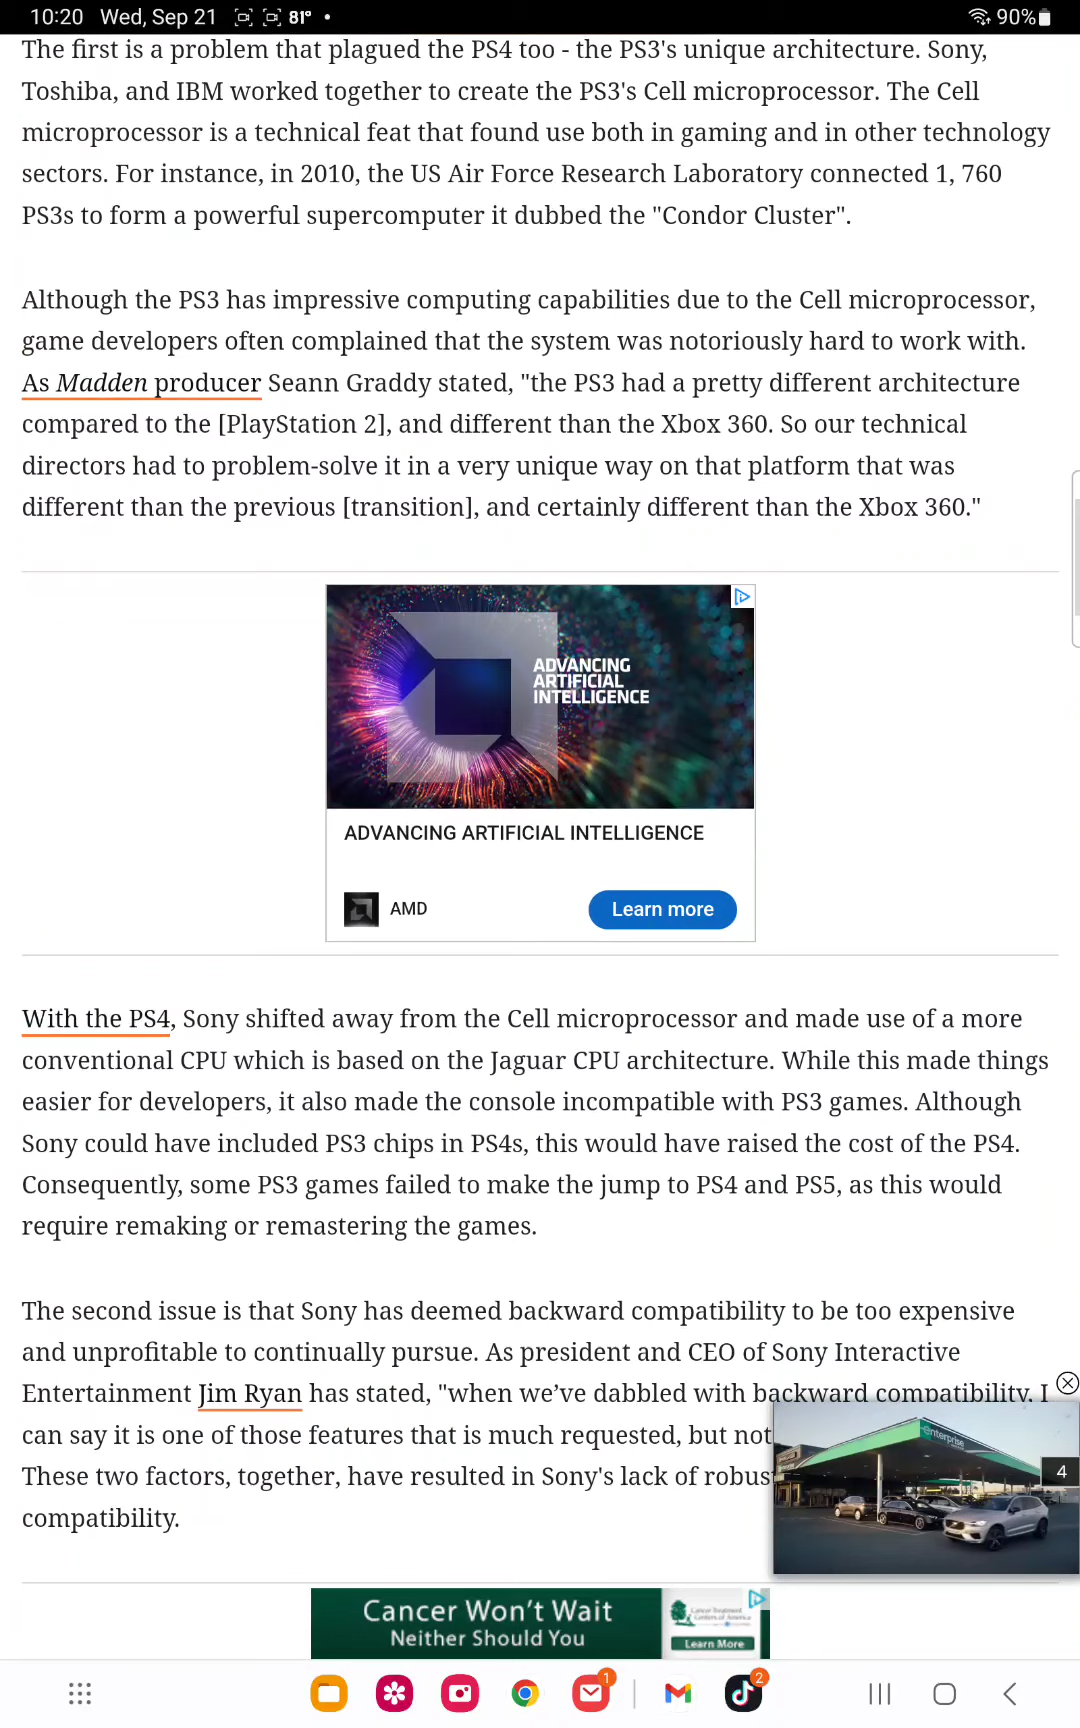 10:20 Wed, Sep 21 81° • 90%
The first is a problem that plagued the PS4 too - the PS3's unique architecture. Sony,
Toshiba, and IBM worked together to create the PS3's Cell microprocessor. The Cell
microprocessor is a technical feat that found use both in gaming and in other technology
sectors. For instance, in 2010, the US Air Force Research Laboratory connected 1, 760
PS3s to form a powerful supercomputer it dubbed the "Condor Cluster".
Although the PS3 has impressive computing capabilities due to the Cell microprocessor,
game developers often complained that the system was notoriously hard to work with.
As Madden producer Seann Graddy stated, "the PS3 had a pretty different architecture
compared to the [PlayStation 2], and different than the Xbox 360. So our technical
directors had to problem-solve it in a very unique way on that platform that was
different than the previous [transition], and certainly different than the Xbox 360."
ADVANCING
ARTIFICIAL
INTELLIGENCE
ADVANCING ARTIFICIAL INTELLIGENCE
AMD Learn more
With the PS4, Sony shifted away from the Cell microprocessor and made use of a more
conventional CPU which is based on the Jaguar CPU architecture. While this made things
easier for developers, it also made the console incompatible with PS3 games. Although
Sony could have included PS3 chips in PS4s, this would have raised the cost of the PS4.
Consequently, some PS3 games failed to make the jump to PS4 and PS5, as this would
require remaking or remastering the games.
The second issue is that Sony has deemed backward compatibility to be too expensive
and unprofitable to continually pursue. As president and CEO of Sony Interactive
Entertainment Jim Ryan has stated, "when we've dabbled with backward compatibility, I
can say it is one of those features that is much requested, but not
enterprise
These two factors, together, have resulted in Sony's lack of
4
compatibility.
Cancer Won't Wait
Neither Should You
Cancer Treatment
Centers of America
Learn More
1
2